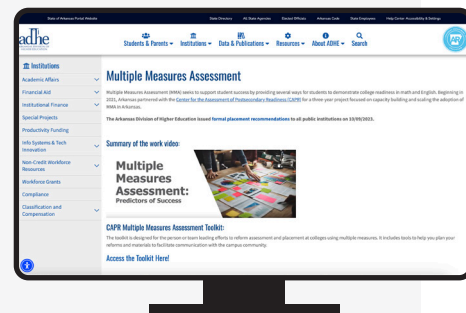 State of Arkansas Portal Website
State Directory
All State Agencies
Elected Officials
Arkansas Code
State Employees
Help Center: Accessibility & Settings
adhe
Students & Parents
Institutions
Data & Publications
Resources
About ADHE
Search
AR
Institutions
Academic Affairs
Financial Aid
Institutional Finance
Special Projects
Productivity Funding
Info Systems & Tech
Innovation
Non-Credit Workforce
Resources
Workforce Grants
Compliance
Classification and
Compensation
Multiple Measures Assessment
Multiple Measures Assessment (MMA) seeks to support student success by providing several ways for students to demonstrate college readiness in math and English. Beginning in
2021, Arkansas partnered with the Center for the Assessment of Postsecondary Readiness (CAPR) for a three-year project focused on capacity building and scaling the adoption of
MMA in Arkansas.
The Arkansas Division of Higher Education issued formal placement recommendations to all public institutions on
Summary of the work video:
Multiple
Measures
Assessment:
Predictors of Success
CAPR Multiple Measures Assessment Toolkit:
The toolkit is designed for the person or team leading efforts to reform assessment and placement at colleges using multiple measures. It includes tools to help you plan your
reforms and materials to facilitate communication with the campus community.
Access the Toolkit Here!